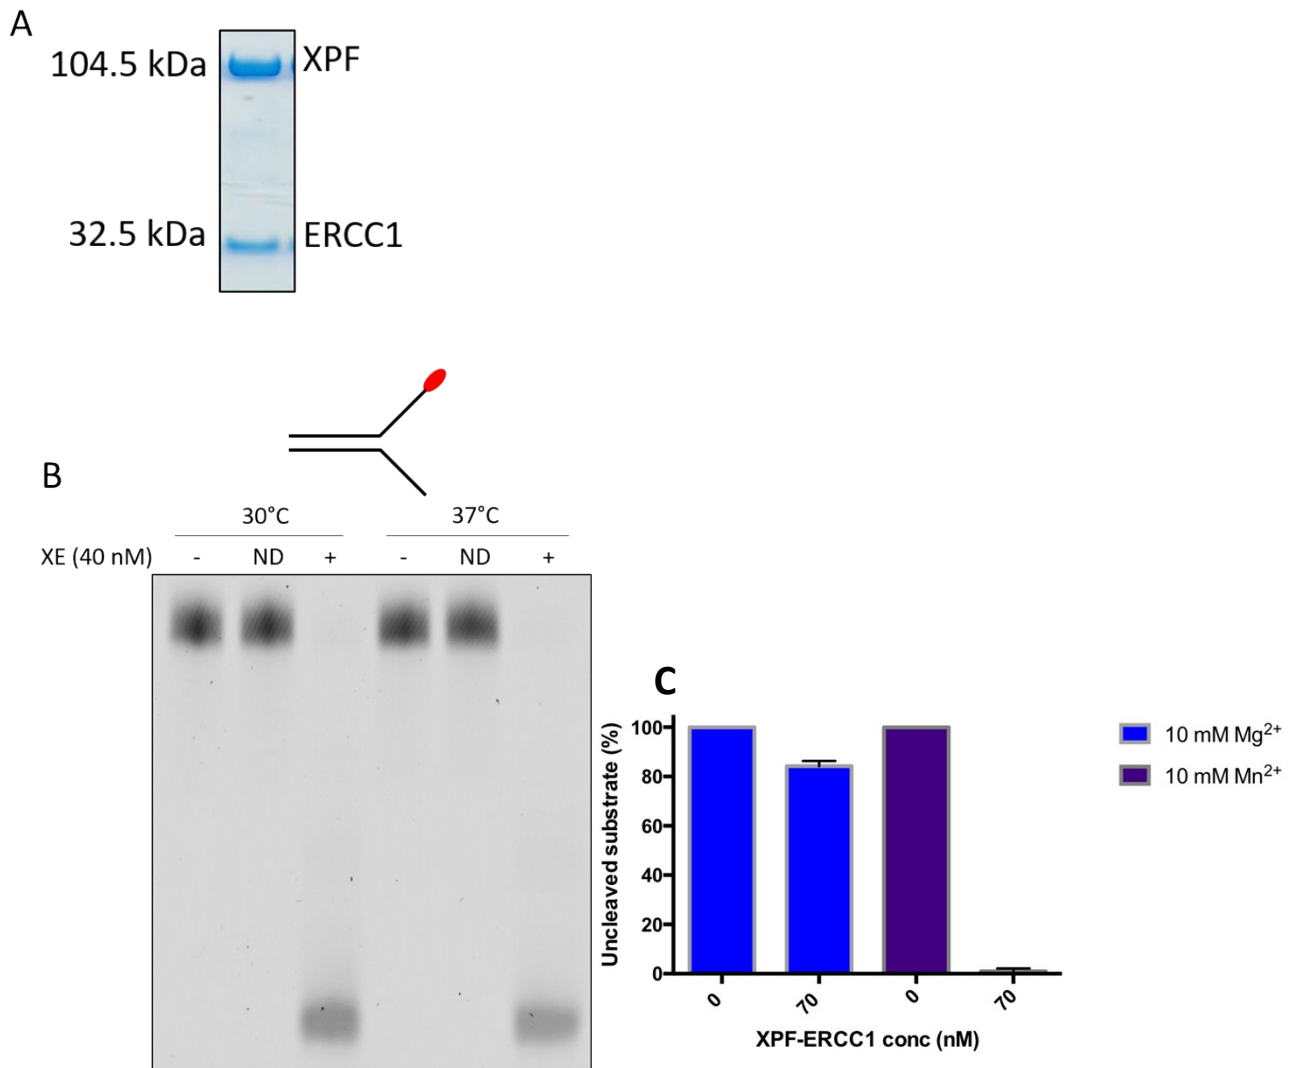 A
104.5 kDa
XPF
32.5 kDa
ERCC1
B
30°C
37°C
XE (40 nM)
-
ND
+
-
ND
+
C
Uncleaved substrate (%)
100
80
60
40
20
0
0
70
0
70
XPF-ERCC1 conc (nM)
10 mM Mg²⁺
10 mM Mn²⁺